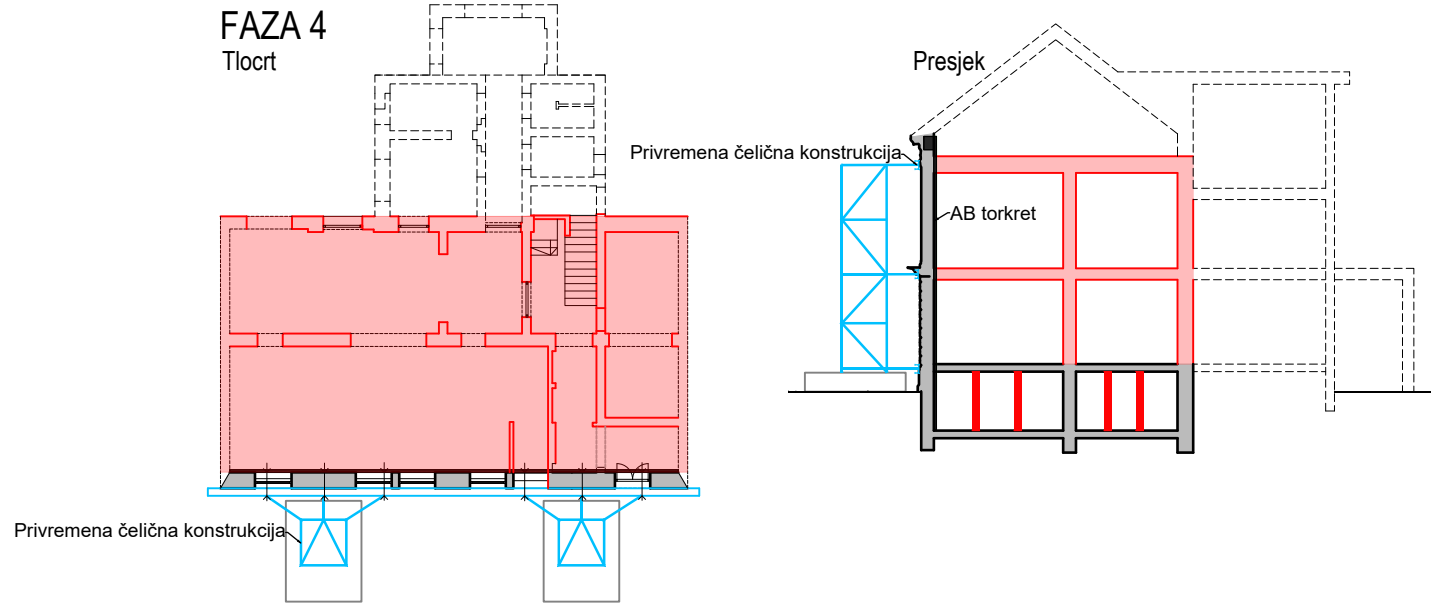 FAZA 4
Tlocrt
Presjek
Privremena čelična konstrukcija
AB torkret
Privremena čelična konstrukcija